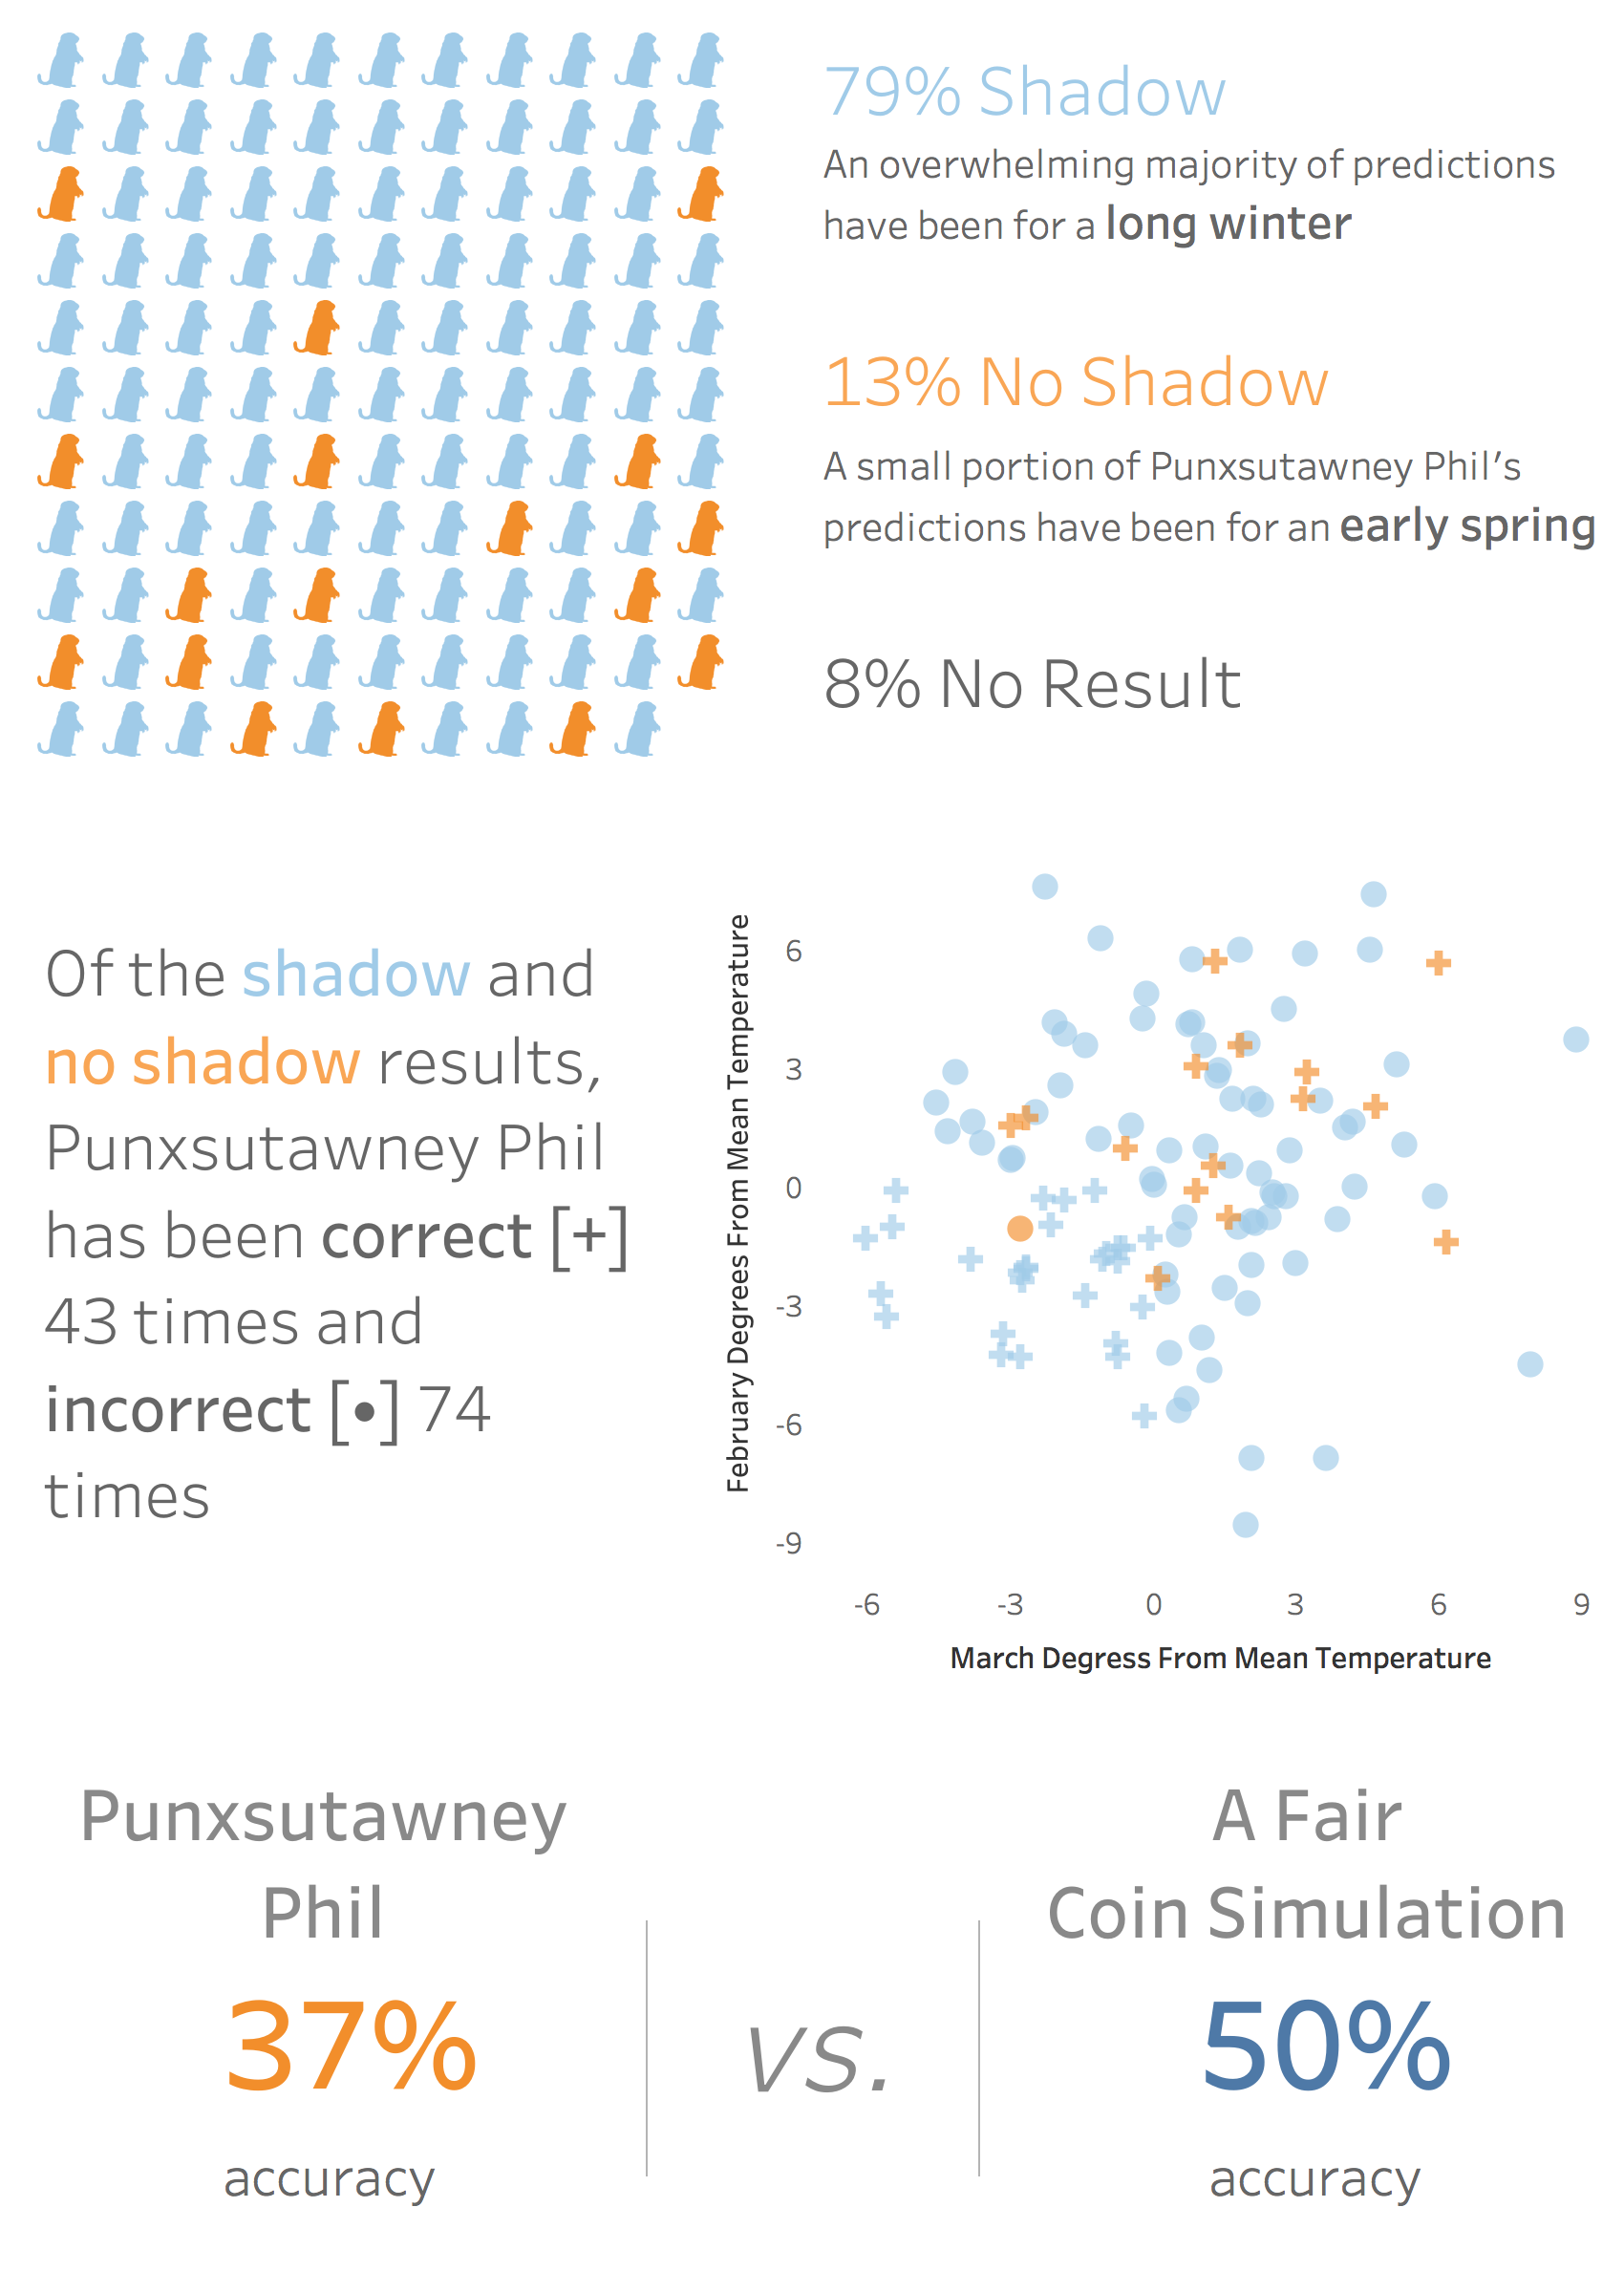 79% Shadow
An overwhelming majority of predictions
have been for a long winter
13% No Shadow
A small portion of Punxsutawney Phil's
predictions have been for an early spring
8% No Result
Of the shadow and
no shadow results,
Punxsutawney Phil
has been correct [+]
43 times and
incorrect [•] 74
times
February Degrees From Mean Temperature
6
3
0
-3
-6
-9
-6 -3 0 3 6 9
March Degress From Mean Temperature
Punxsutawney
Phil
37%
accuracy
vs.
A Fair
Coin Simulation
50%
accuracy